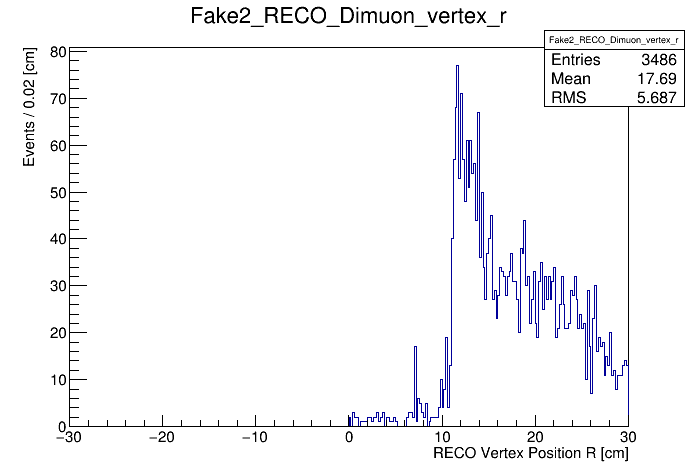 Fake2_RECO_Dimuon_vertex_r
Fake2_RECO_Dimuon_vertex_r
Entries 3486
Mean 17.69
RMS 5.687
Events / 0.02 [cm]
80
70
60
50
40
30
20
10
0
−30 −20 −10 0 10 20 30
RECO Vertex Position R [cm]